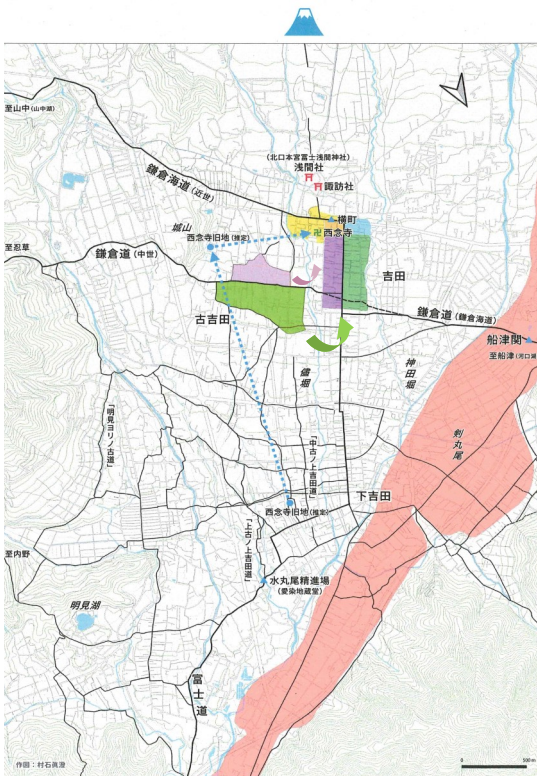 至山中(山中湖)
鎌倉海道(近世)
(北口本宮冨士浅間神社)
浅間社
諏訪社
横町
卍西念寺
城山
西念寺旧地(推定)
至忍草
鎌倉道(中世)
吉田
古吉田
鎌倉道(鎌倉海道)
船津関
至船津(河口湖
神田堀
儘堀
剣丸尾
「明見ヨリノ古道」
「中古ノ上吉田道」
下吉田
西念寺旧地(推定)
「上古ノ上吉田道」
至内野
水丸尾精進場
(愛染地蔵堂)
明見湖
富士道
作図:村石眞澄
0 500m